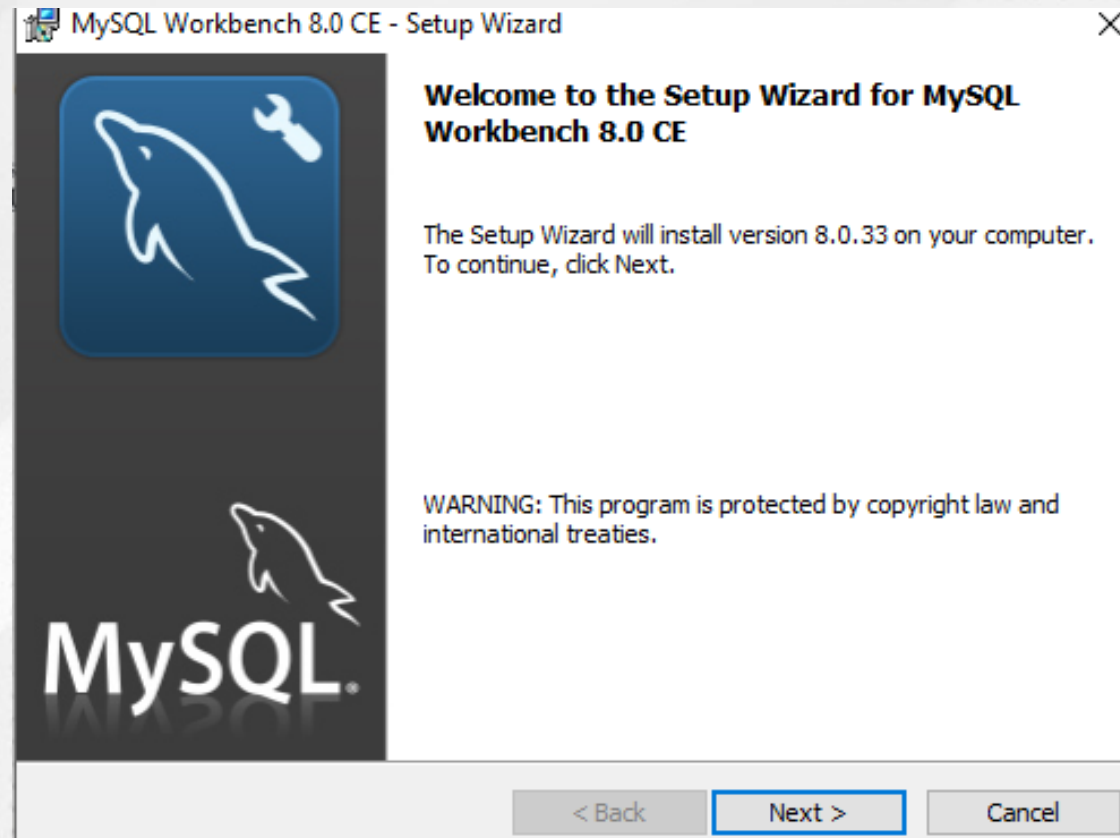 MySQL Workbench 8.0 CE - Setup Wizard
Welcome to the Setup Wizard for MySQL
Workbench 8.0 CE
The Setup Wizard will install version 8.0.33 on your computer.
To continue, click Next.
WARNING: This program is protected by copyright law and
international treaties.
MySQL®
< Back
Next >
Cancel